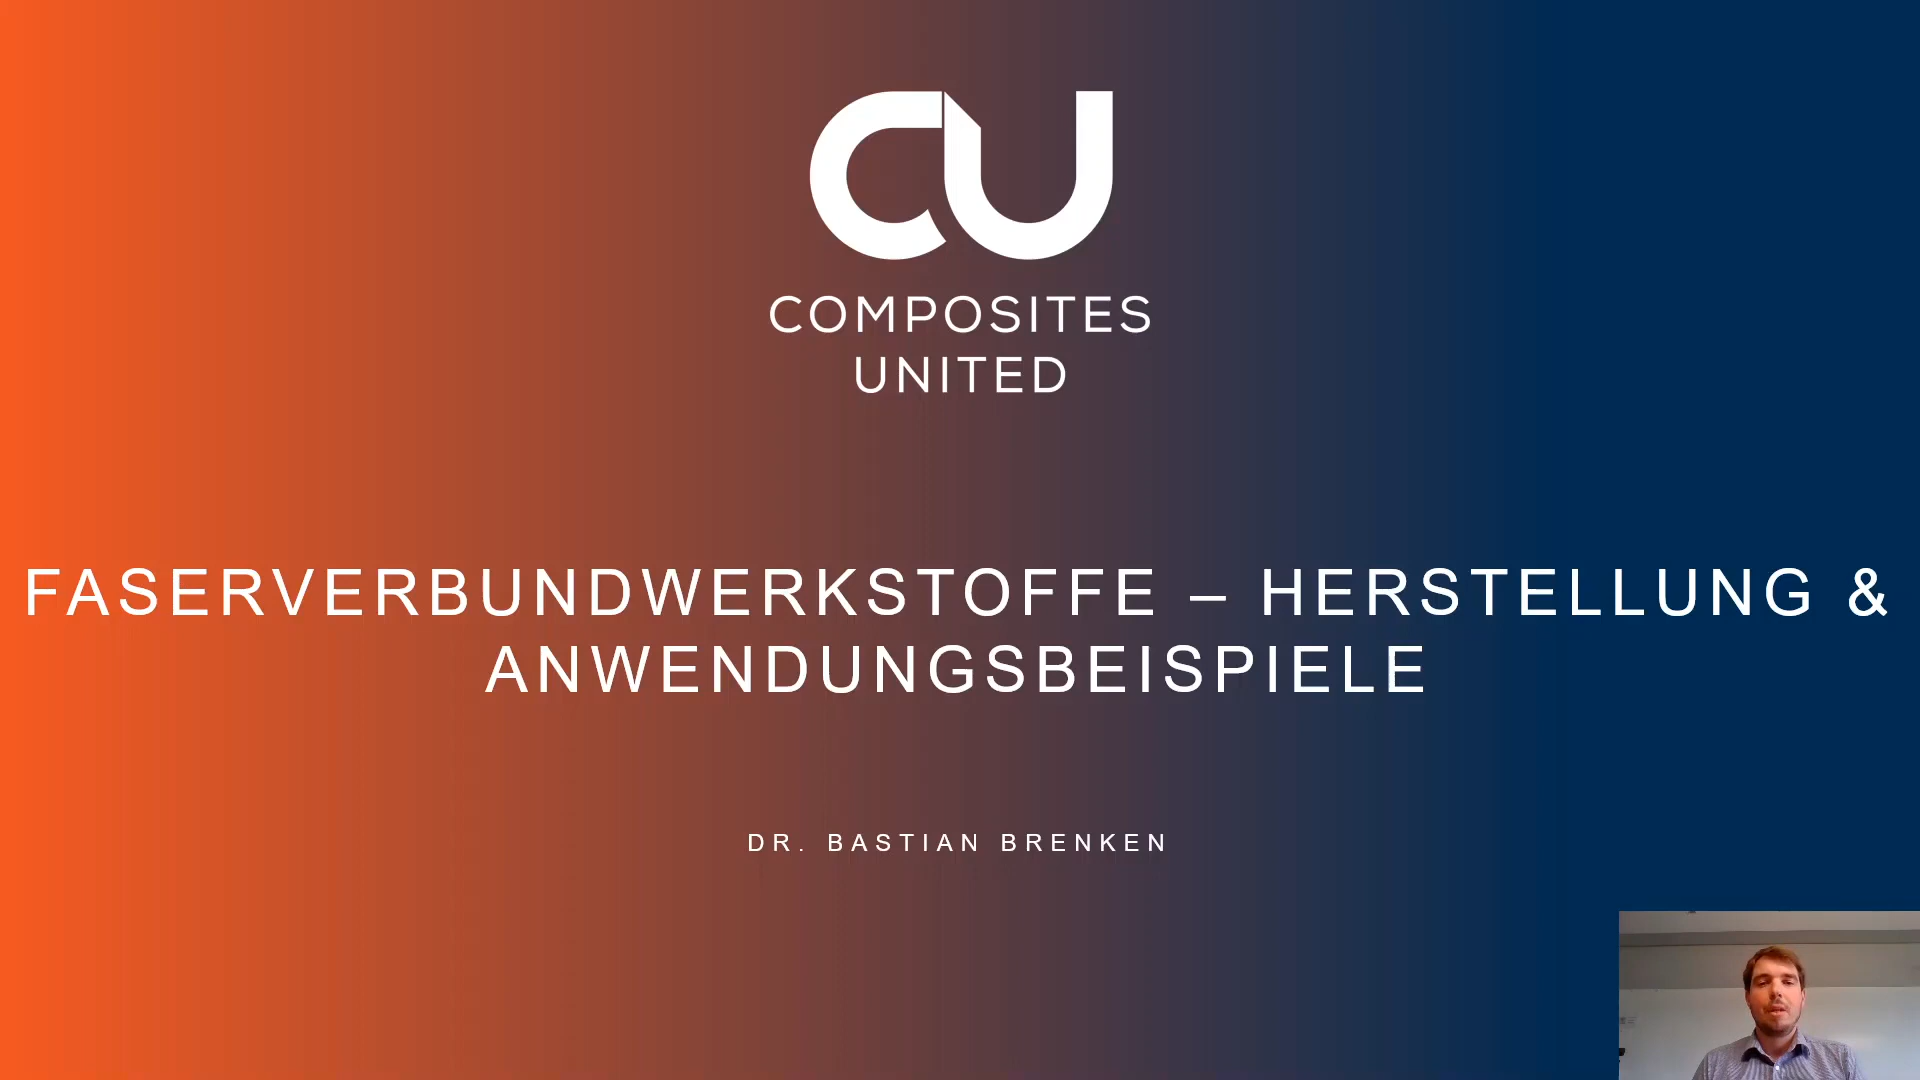 CU
COMPOSITES
UNITED
FASERVERBUNDWERKSTOFFE – HERSTELLUNG &
ANWENDUNGSBEISPIELE
DR. BASTIAN BRENKEN